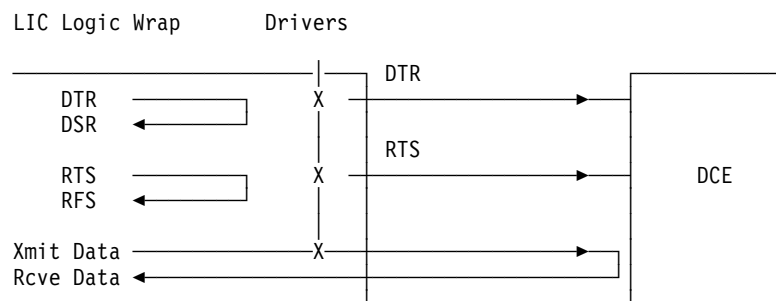 LIC Logic Wrap Drivers
DTR
DTR X
DSR
RTS
RTS X DCE
RFS
Xmit Data X
Rcve Data